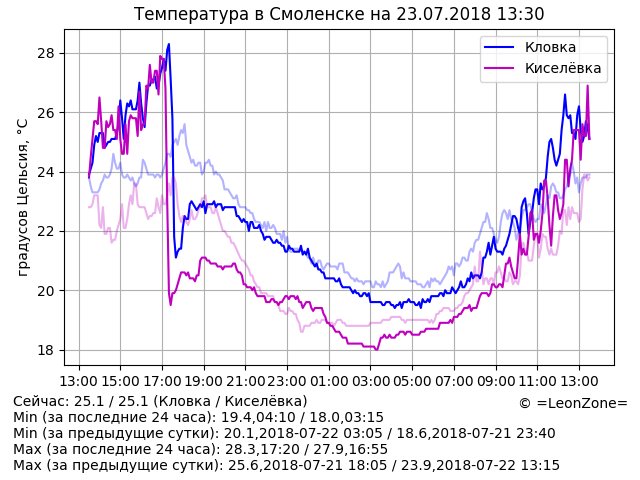 Температура в Смоленске на 23.07.2018 13:30
Кловка
Киселёвка
градусов Цельсия, °C
28
26
24
22
20
18
13:00 15:00 17:00 19:00 21:00 23:00 01:00 03:00 05:00 07:00 09:00 11:00 13:00
Сейчас: 25.1 / 25.1 (Кловка / Киселёвка)
© =LeonZone=
Min (за последние 24 часа): 19.4,04:10 / 18.0,03:15
Min (за предыдущие сутки): 20.1,2018-07-22 03:05 / 18.6,2018-07-21 23:40
Max (за последние 24 часа): 28.3,17:20 / 27.9,16:55
Max (за предыдущие сутки): 25.6,2018-07-21 18:05 / 23.9,2018-07-22 13:15